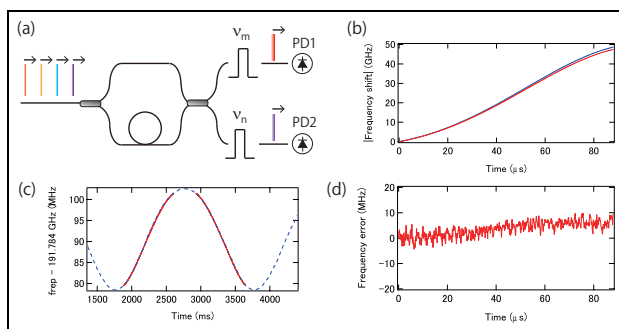 (a)
νm
PD1
νn
PD2
(b)
|Frequency shift| (GHz)
50
40
30
20
10
0
0 20 40 60 80
Time (μs)
(c)
frep - 191.784 GHz (MHz)
100
95
90
85
80
1500 2000 2500 3000 3500 4000
Time (ms)
(d)
Frequency error (MHz)
20
10
0
-10
-20
0 20 40 60 80
Time (μs)